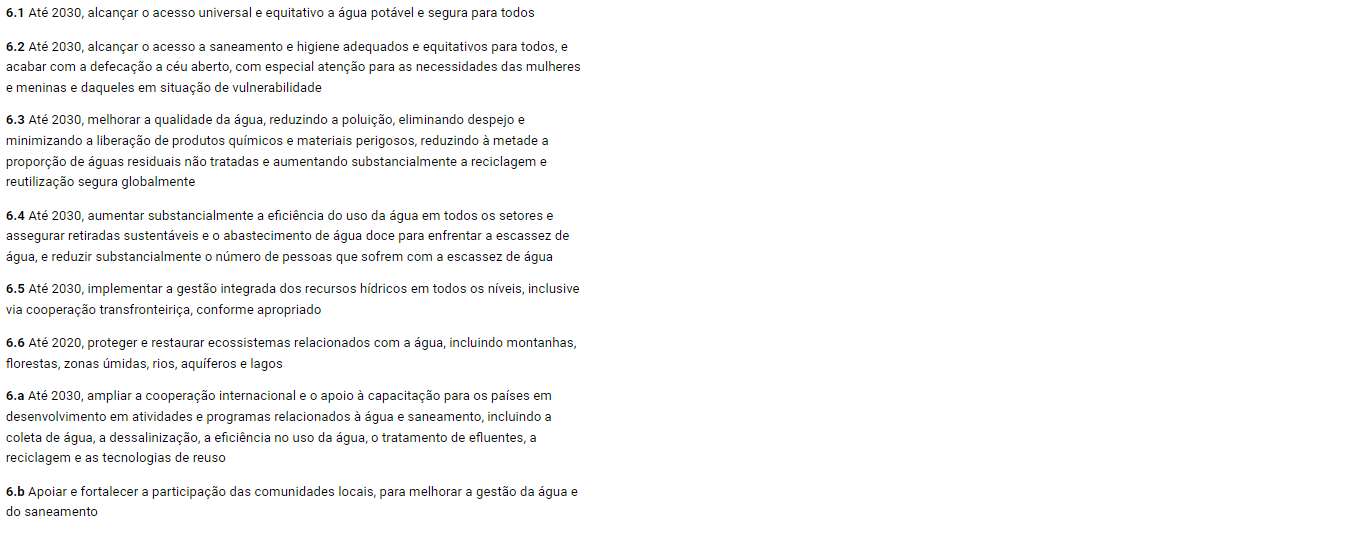 6.1 Até 2030, alcançar o acesso universal e equitativo a água potável e segura para todos
6.2 Até 2030, alcançar o acesso a saneamento e higiene adequados e equitativos para todos, e
acabar com a defecação a céu aberto, com especial atenção para as necessidades das mulheres
e meninas e daqueles em situação de vulnerabilidade
6.3 Até 2030, melhorar a qualidade da água, reduzindo a poluição, eliminando despejo e
minimizando a liberação de produtos químicos e materiais perigosos, reduzindo à metade a
proporção de águas residuais não tratadas e aumentando substancialmente a reciclagem e
reutilização segura globalmente
6.4 Até 2030, aumentar substancialmente a eficiência do uso da água em todos os setores e
assegurar retiradas sustentáveis e o abastecimento de água doce para enfrentar a escassez de
água, e reduzir substancialmente o número de pessoas que sofrem com a escassez de água
6.5 Até 2030, implementar a gestão integrada dos recursos hídricos em todos os níveis, inclusive
via cooperação transfronteiriça, conforme apropriado
6.6 Até 2020, proteger e restaurar ecossistemas relacionados com a água, incluindo montanhas,
florestas, zonas úmidas, rios, aquíferos e lagos
6.a Até 2030, ampliar a cooperação internacional e o apoio à capacitação para os países em
desenvolvimento em atividades e programas relacionados à água e saneamento, incluindo a
coleta de água, a dessalinização, a eficiência no uso da água, o tratamento de efluentes, a
reciclagem e as tecnologias de reuso
6.b Apoiar e fortalecer a participação das comunidades locais, para melhorar a gestão da água e
do saneamento